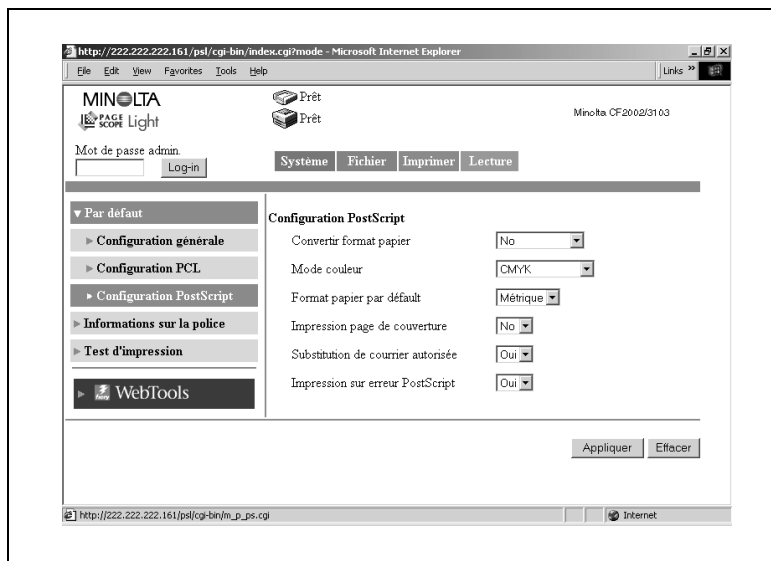 http://222.222.222.161/psl/cgi-bin/index.cgi?mode - Microsoft Internet Explorer
File Edit View Favorites Tools Help Links »
MINOLTA
PAGE SCOPE Light
Prêt
Prêt
Minolta CF2002/3103
Mot de passe admin.
Log-in
Système Fichier Imprimer Lecture
Par défaut
Configuration générale
Configuration PCL
Configuration PostScript
Informations sur la police
Test d'impression
WebTools
Configuration PostScript
Convertir format papier No
Mode couleur CMYK
Format papier par défault Métrique
Impression page de couverture No
Substitution de courrier autorisée Oui
Impression sur erreur PostScript Oui
Appliquer Effacer
http://222.222.222.161/psl/cgi-bin/m_p_ps.cgi Internet